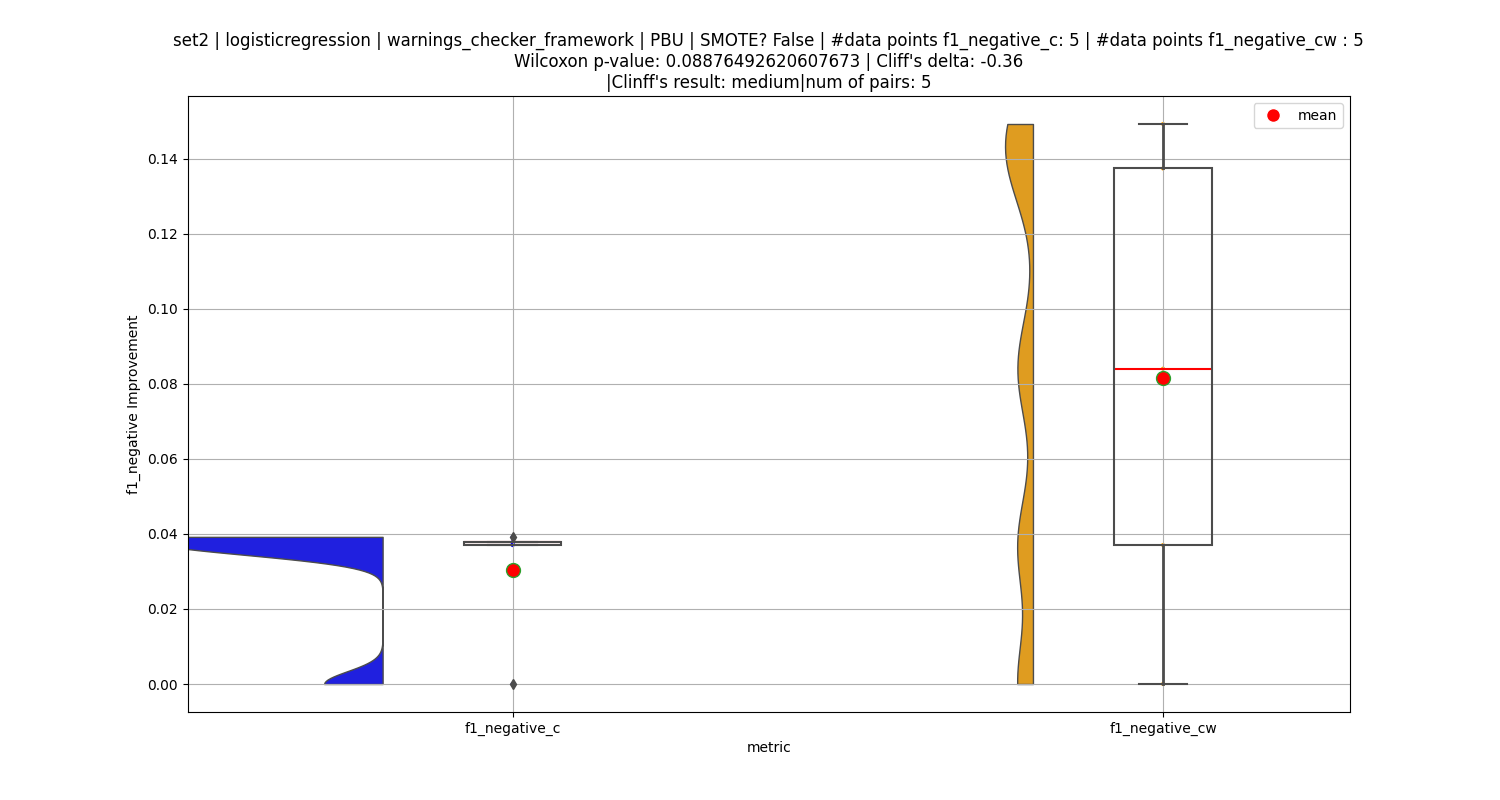 set2 | logisticregression | warnings_checker_framework | PBU | SMOTE? False | #data points f1_negative_c: 5 | #data points f1_negative_cw : 5
Wilcoxon p-value: 0.08876492620607673 | Cliff's delta: -0.36
|Clinff's result: medium|num of pairs: 5
mean
0.14
0.12
0.10
0.08
0.06
0.04
0.02
0.00
f1_negative Improvement
f1_negative_c
f1_negative_cw
metric